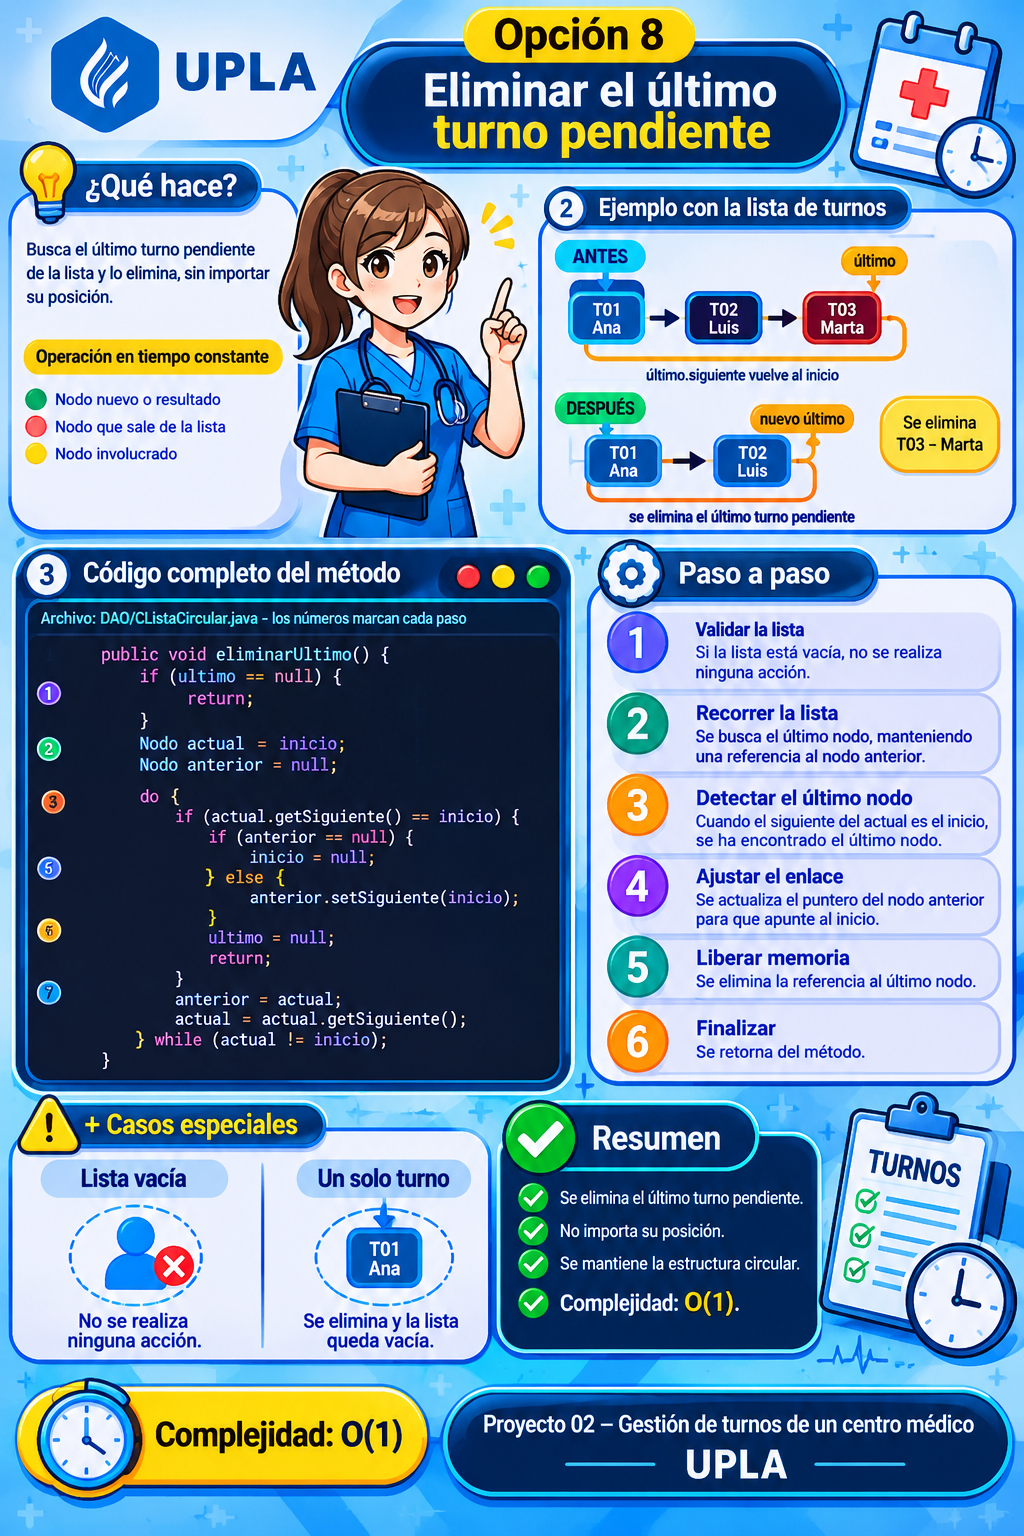 UPLA
Opción 8
Eliminar el último
turno pendiente
¿Qué hace?
Busca el último turno pendiente
de la lista y lo elimina, sin importar
su posición.
Operación en tiempo constante
Nodo nuevo o resultado
Nodo que sale de la lista
Nodo involucrado
2 Ejemplo con la lista de turnos
ANTES
último
T01
Ana
T02
Luis
T03
Marta
último.siguiente vuelve al inicio
DESPUÉS
nuevo último
T01
Ana
T02
Luis
Se elimina
T03 - Marta
se elimina el último turno pendiente
3 Código completo del método
Archivo: DAO/CListaCircular.java - los números marcan cada paso
public void eliminarUltimo() {
if (ultimo == null) {
1
return;
}
2
Nodo actual = inicio;
Nodo anterior = null;
3
do {
if (actual.getSiguiente() == inicio) {
if (anterior == null) {
inicio = null;
5
} else {
anterior.setSiguiente(inicio);
}
ultimo = null;
return;
}
7
anterior = actual;
actual = actual.getSiguiente();
} while (actual != inicio);
}
Paso a paso
1 Validar la lista
Si la lista está vacía, no se realiza
ninguna acción.
2 Recorrer la lista
Se busca el último nodo, manteniendo
una referencia al nodo anterior.
3 Detectar el último nodo
Cuando el siguiente del actual es el inicio,
se ha encontrado el último nodo.
4 Ajustar el enlace
Se actualiza el puntero del nodo anterior
para que apunte al inicio.
5 Liberar memoria
Se elimina la referencia al último nodo.
6 Finalizar
Se retorna del método.
+ Casos especiales
Lista vacía
No se realiza
ninguna acción.
Un solo turno
T01
Ana
Se elimina y la lista
queda vacía.
Resumen
Se elimina el último turno pendiente.
No importa su posición.
Se mantiene la estructura circular.
Complejidad: O(1).
TURNOS
Complejidad: O(1)
Proyecto 02 – Gestión de turnos de un centro médico
UPLA